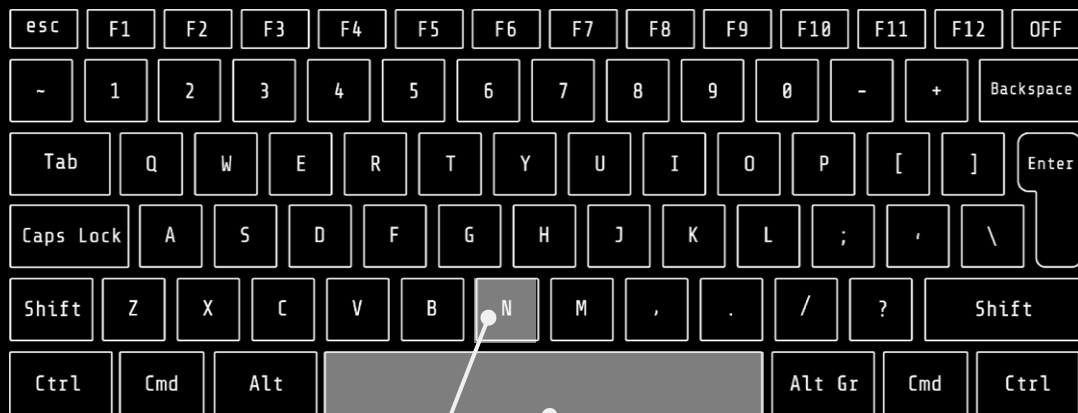 esc F1 F2 F3 F4 F5 F6 F7 F8 F9 F10 F11 F12 OFF
~ 1 2 3 4 5 6 7 8 9 0 - + Backspace
Tab Q W E R T Y U I O P [ ] Enter
Caps Lock A S D F G H J K L ; ‘ \
Shift Z X C V B N M , . / ? Shift
Ctrl Cmd Alt Alt Gr Cmd Ctrl